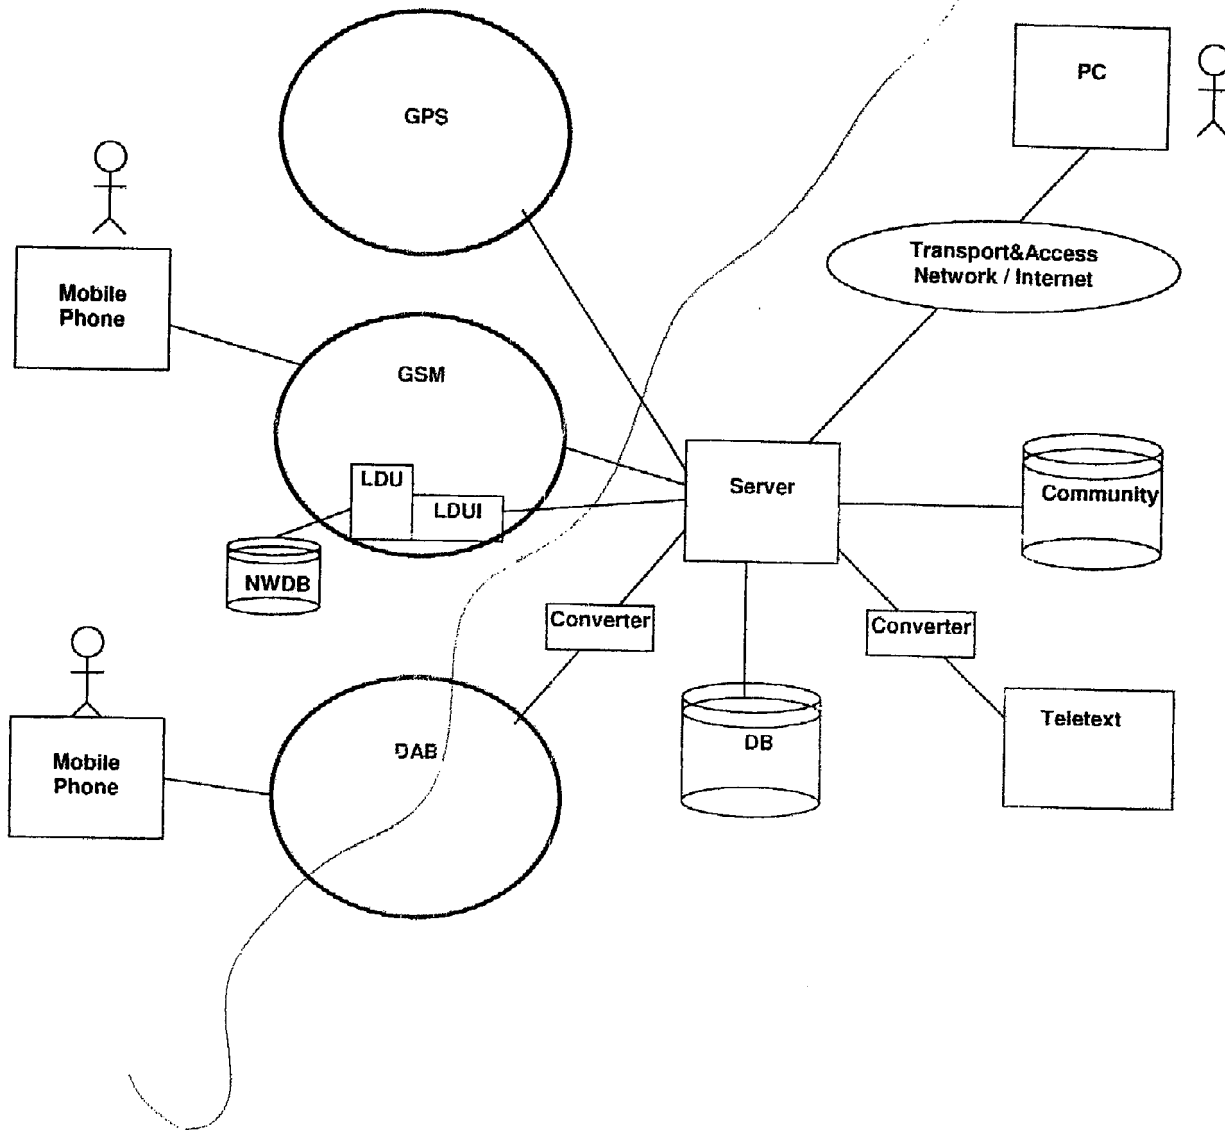 PC
GPS
Transport&Access
Network / Internet
Mobile
Phone
GSM
LDU
LDUI
Server
Community
NWDB
Converter
Converter
Teletext
DB
DAB
Mobile
Phone